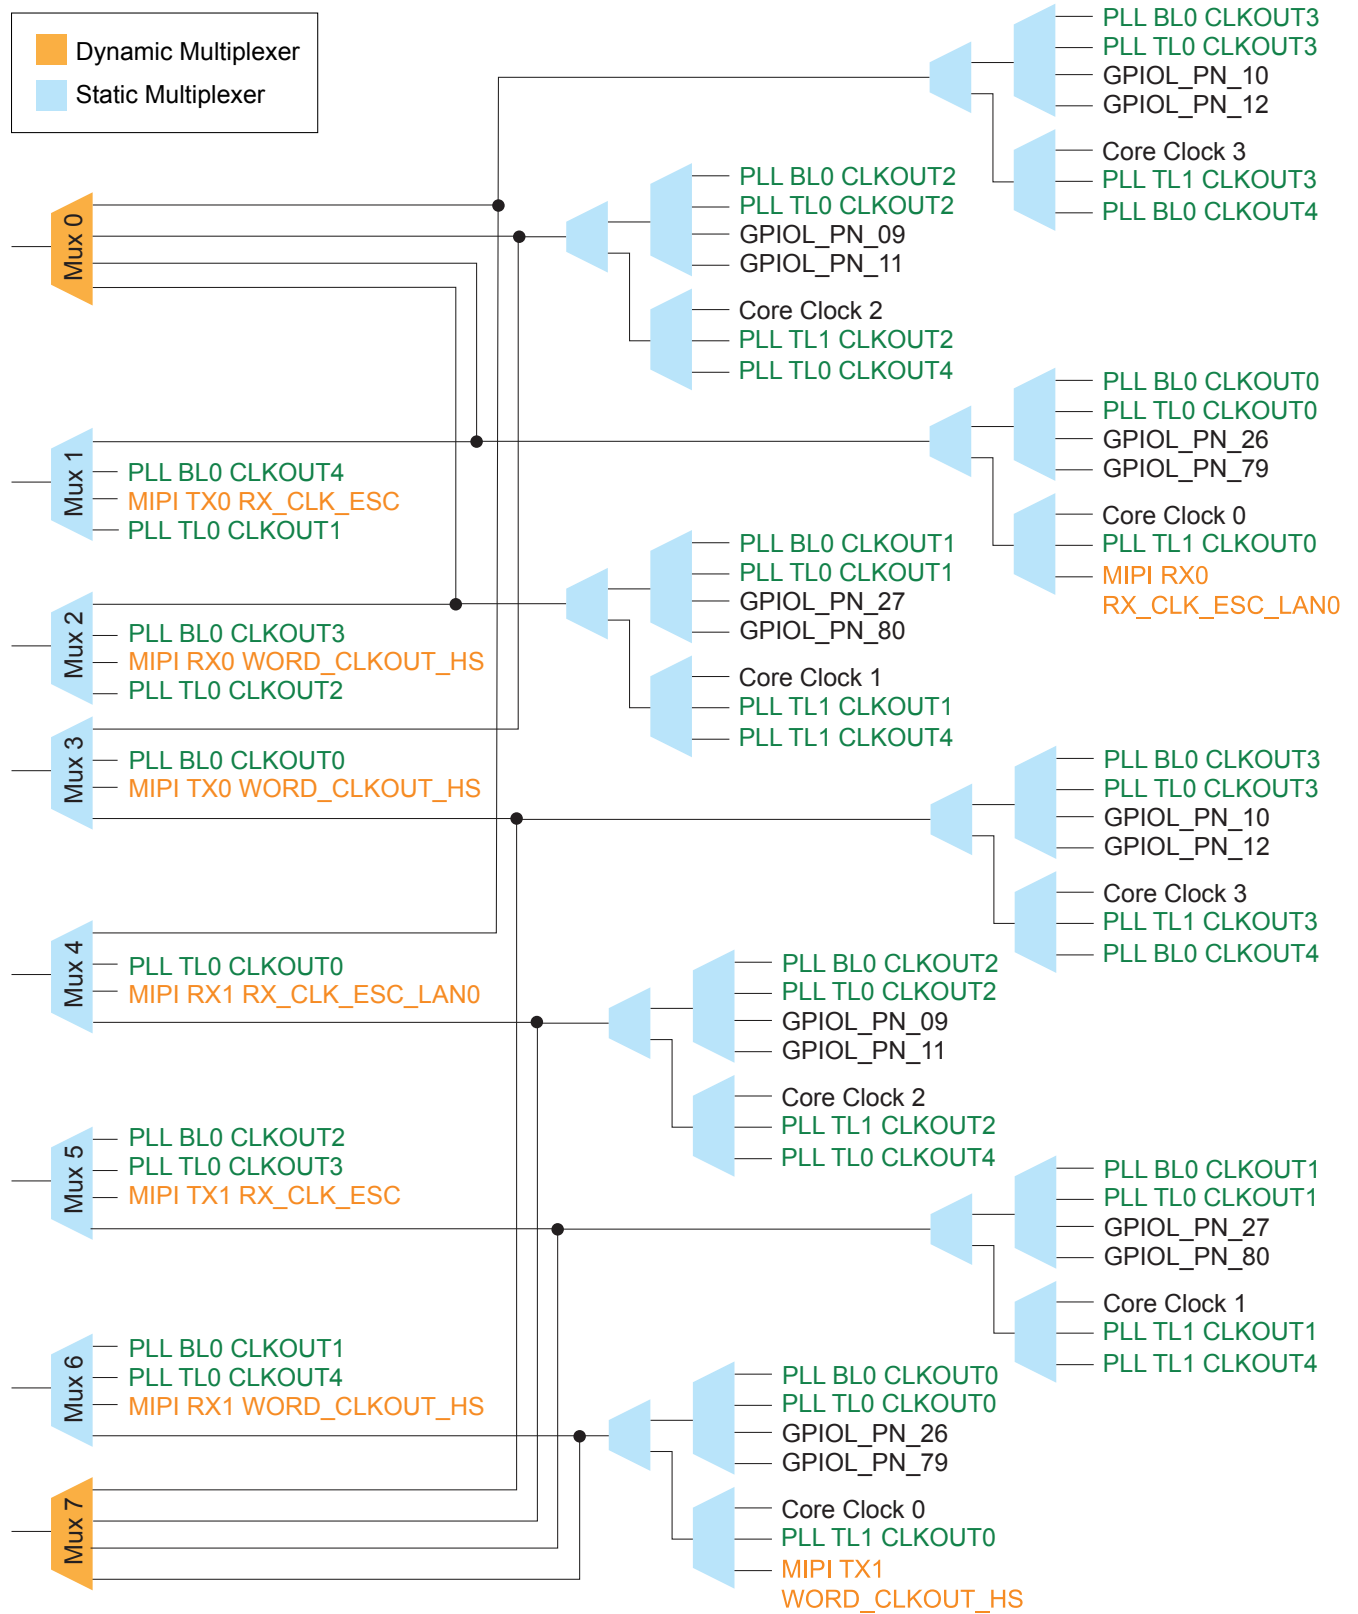 Dynamic Multiplexer
Static Multiplexer
PLL BL0 CLKOUT3
PLL TL0 CLKOUT3
GPIOL_PN_10
GPIOL_PN_12
Core Clock 3
PLL TL1 CLKOUT3
PLL BL0 CLKOUT4
Mux 0
PLL BL0 CLKOUT2
PLL TL0 CLKOUT2
GPIOL_PN_09
GPIOL_PN_11
Core Clock 2
PLL TL1 CLKOUT2
PLL TL0 CLKOUT4
PLL BL0 CLKOUT0
PLL TL0 CLKOUT0
GPIOL_PN_26
GPIOL_PN_79
Core Clock 0
PLL TL1 CLKOUT0
MIPI RX0
RX_CLK_ESC_LAN0
Mux 1
PLL BL0 CLKOUT4
MIPI TX0 RX_CLK_ESC
PLL TL0 CLKOUT1
PLL BL0 CLKOUT1
PLL TL0 CLKOUT1
GPIOL_PN_27
GPIOL_PN_80
Core Clock 1
PLL TL1 CLKOUT1
PLL TL1 CLKOUT4
Mux 2
PLL BL0 CLKOUT3
MIPI RX0 WORD_CLKOUT_HS
PLL TL0 CLKOUT2
Mux 3
PLL BL0 CLKOUT0
MIPI TX0 WORD_CLKOUT_HS
PLL BL0 CLKOUT3
PLL TL0 CLKOUT3
GPIOL_PN_10
GPIOL_PN_12
Core Clock 3
PLL TL1 CLKOUT3
PLL BL0 CLKOUT4
Mux 4
PLL TL0 CLKOUT0
MIPI RX1 RX_CLK_ESC_LAN0
PLL BL0 CLKOUT2
PLL TL0 CLKOUT2
GPIOL_PN_09
GPIOL_PN_11
Core Clock 2
PLL TL1 CLKOUT2
PLL TL0 CLKOUT4
Mux 5
PLL BL0 CLKOUT2
PLL TL0 CLKOUT3
MIPI TX1 RX_CLK_ESC
PLL BL0 CLKOUT1
PLL TL0 CLKOUT1
GPIOL_PN_27
GPIOL_PN_80
Core Clock 1
PLL TL1 CLKOUT1
PLL TL1 CLKOUT4
Mux 6
PLL BL0 CLKOUT1
PLL TL0 CLKOUT4
MIPI RX1 WORD_CLKOUT_HS
PLL BL0 CLKOUT0
PLL TL0 CLKOUT0
GPIOL_PN_26
GPIOL_PN_79
Core Clock 0
PLL TL1 CLKOUT0
MIPI TX1
WORD_CLKOUT_HS
Mux 7